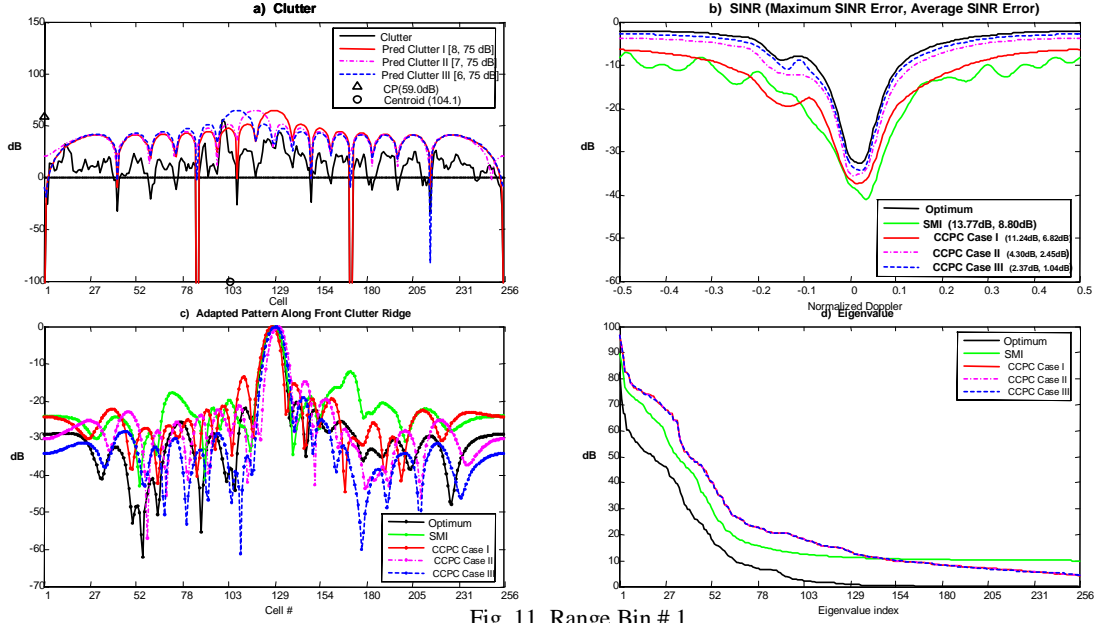 a) Clutter
150
100
50
dB
0
-50
-100
1 27 52 78 103 129 154 180 205 231 256
Cell
Clutter
Pred Clutter I [8, 75 dB]
Pred Clutter II [7, 75 dB]
Pred Clutter III [6, 75 dB]
CP(59.0dB)
Centroid (104.1)
b) SINR (Maximum SINR Error, Average SINR Error)
0
-10
-20
dB
-30
-40
-50
-60
-0.5 -0.4 -0.3 -0.2 -0.1 0 0.1 0.2 0.3 0.4 0.5
Normalized Doppler
Optimum
SMI (13.77dB, 8.80dB)
CCPC Case I (11.24dB, 6.82dB)
CCPC Case II (4.30dB, 2.45dB)
CCPC Case III (2.37dB, 1.04dB)
c) Adapted Pattern Along Front Clutter Ridge
0
-10
-20
-30
dB
-40
-50
-60
-70
1 27 52 78 103 129 154 180 205 231 256
Cell #
Optimum
SMI
CCPC Case I
CCPC Case II
CCPC Case III
d) Eigenvalue
100
90
80
70
60
50
dB
40
30
20
10
0
1 26 52 78 103 129 154 180 205 231 256
Eigenvalue index
Optimum
SMI
CCPC Case I
CCPC Case II
CCPC Case III
Fig. 11 Range Bin # 1